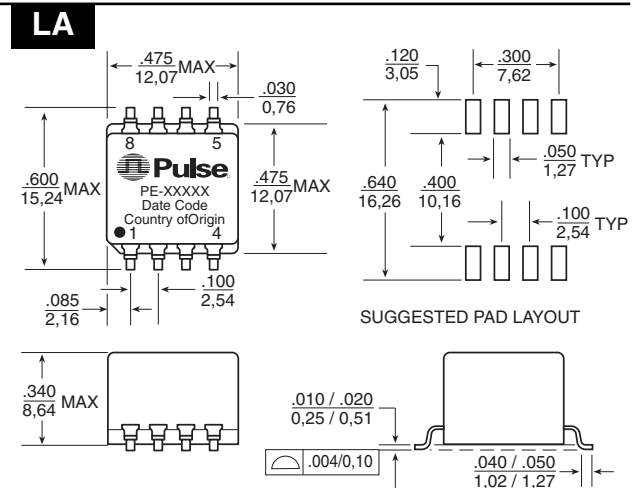 LA
.475
12,07 MAX
.030
0,76
8 5
Pulse
PE-XXXXX
Date Code
Country ofOrigin
1 4
.600
15,24 MAX
.475
12,07 MAX
.085
2,16
.100
2,54
.120
3,05
.300
7,62
.050
1,27 TYP
.640
16,26
.400
10,16
.100
2,54 TYP
SUGGESTED PAD LAYOUT
.340
8,64 MAX
.010 / .020
0,25 / 0,51
.004/0,10
.040 / .050
1,02 / 1,27